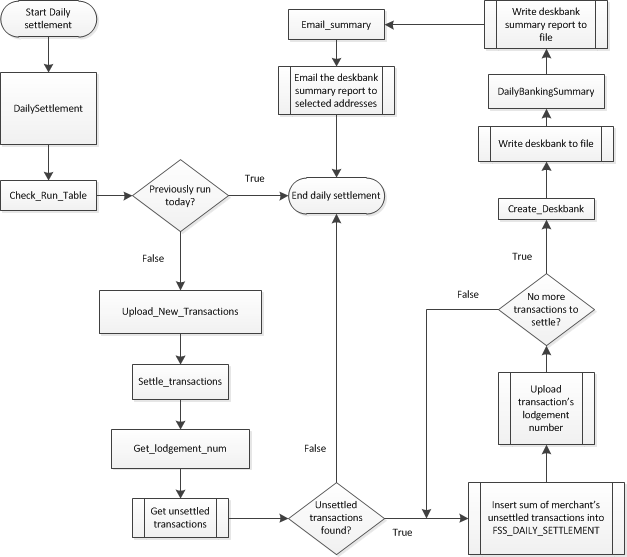 Start Daily
settlement
DailySettlement
Check_Run_Table
Previously run
today?
True
False
Upload_New_Transactions
Settle_transactions
Get_lodgement_num
Get unsettled
transactions
Unsettled
transactions
found?
False
True
Insert sum of merchant's
unsettled transactions into
FSS_DAILY_SETTLEMENT
Upload
transaction's
lodgement
number
No more
transactions to
settle?
False
True
Create_Deskbank
Write deskbank to file
DailyBankingSummary
Write deskbank
summary report to
file
Email_summary
Email the deskbank
summary report to
selected addresses
End daily settlement